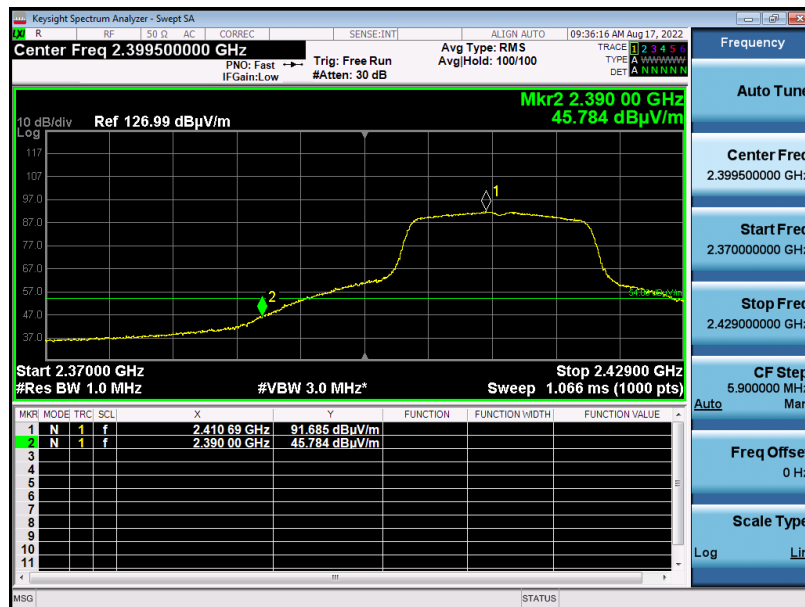 Keysight Spectrum Analyzer - Swept SA
LXI R RF 50 Ω AC CORREC SENSE:INT ALIGN AUTO 09:36:16 AM Aug 17, 2022
Center Freq 2.399500000 GHz
PNO: Fast
IFGain:Low
Trig: Free Run
#Atten: 30 dB
Avg Type: RMS
Avg|Hold: 100/100
TRACE 1 2 3 4 5 6
TYPE A W W W W W
DET A N N N N N
Mkr2 2.390 00 GHz
45.784 dBµV/m
10 dB/div Ref 126.99 dBµV/m
Log
117
107
97.0
87.0
77.0
67.0
57.0
47.0
37.0
1
2
Start 2.37000 GHz Stop 2.42900 GHz
#Res BW 1.0 MHz #VBW 3.0 MHz* Sweep 1.066 ms (1000 pts)
MKR MODE TRC SCL X Y FUNCTION FUNCTION WIDTH FUNCTION VALUE
1 N 1 f 2.410 69 GHz 91.685 dBµV/m
2 N 1 f 2.390 00 GHz 45.784 dBµV/m
3
4
5
6
7
8
9
10
11
MSG STATUS
Frequency
Auto Tune
Center Freq
2.399500000 GHz
Start Freq
2.370000000 GHz
Stop Freq
2.429000000 GHz
CF Step
5.900000 MHz
Auto Man
Freq Offset
0 Hz
Scale Type
Log Lin